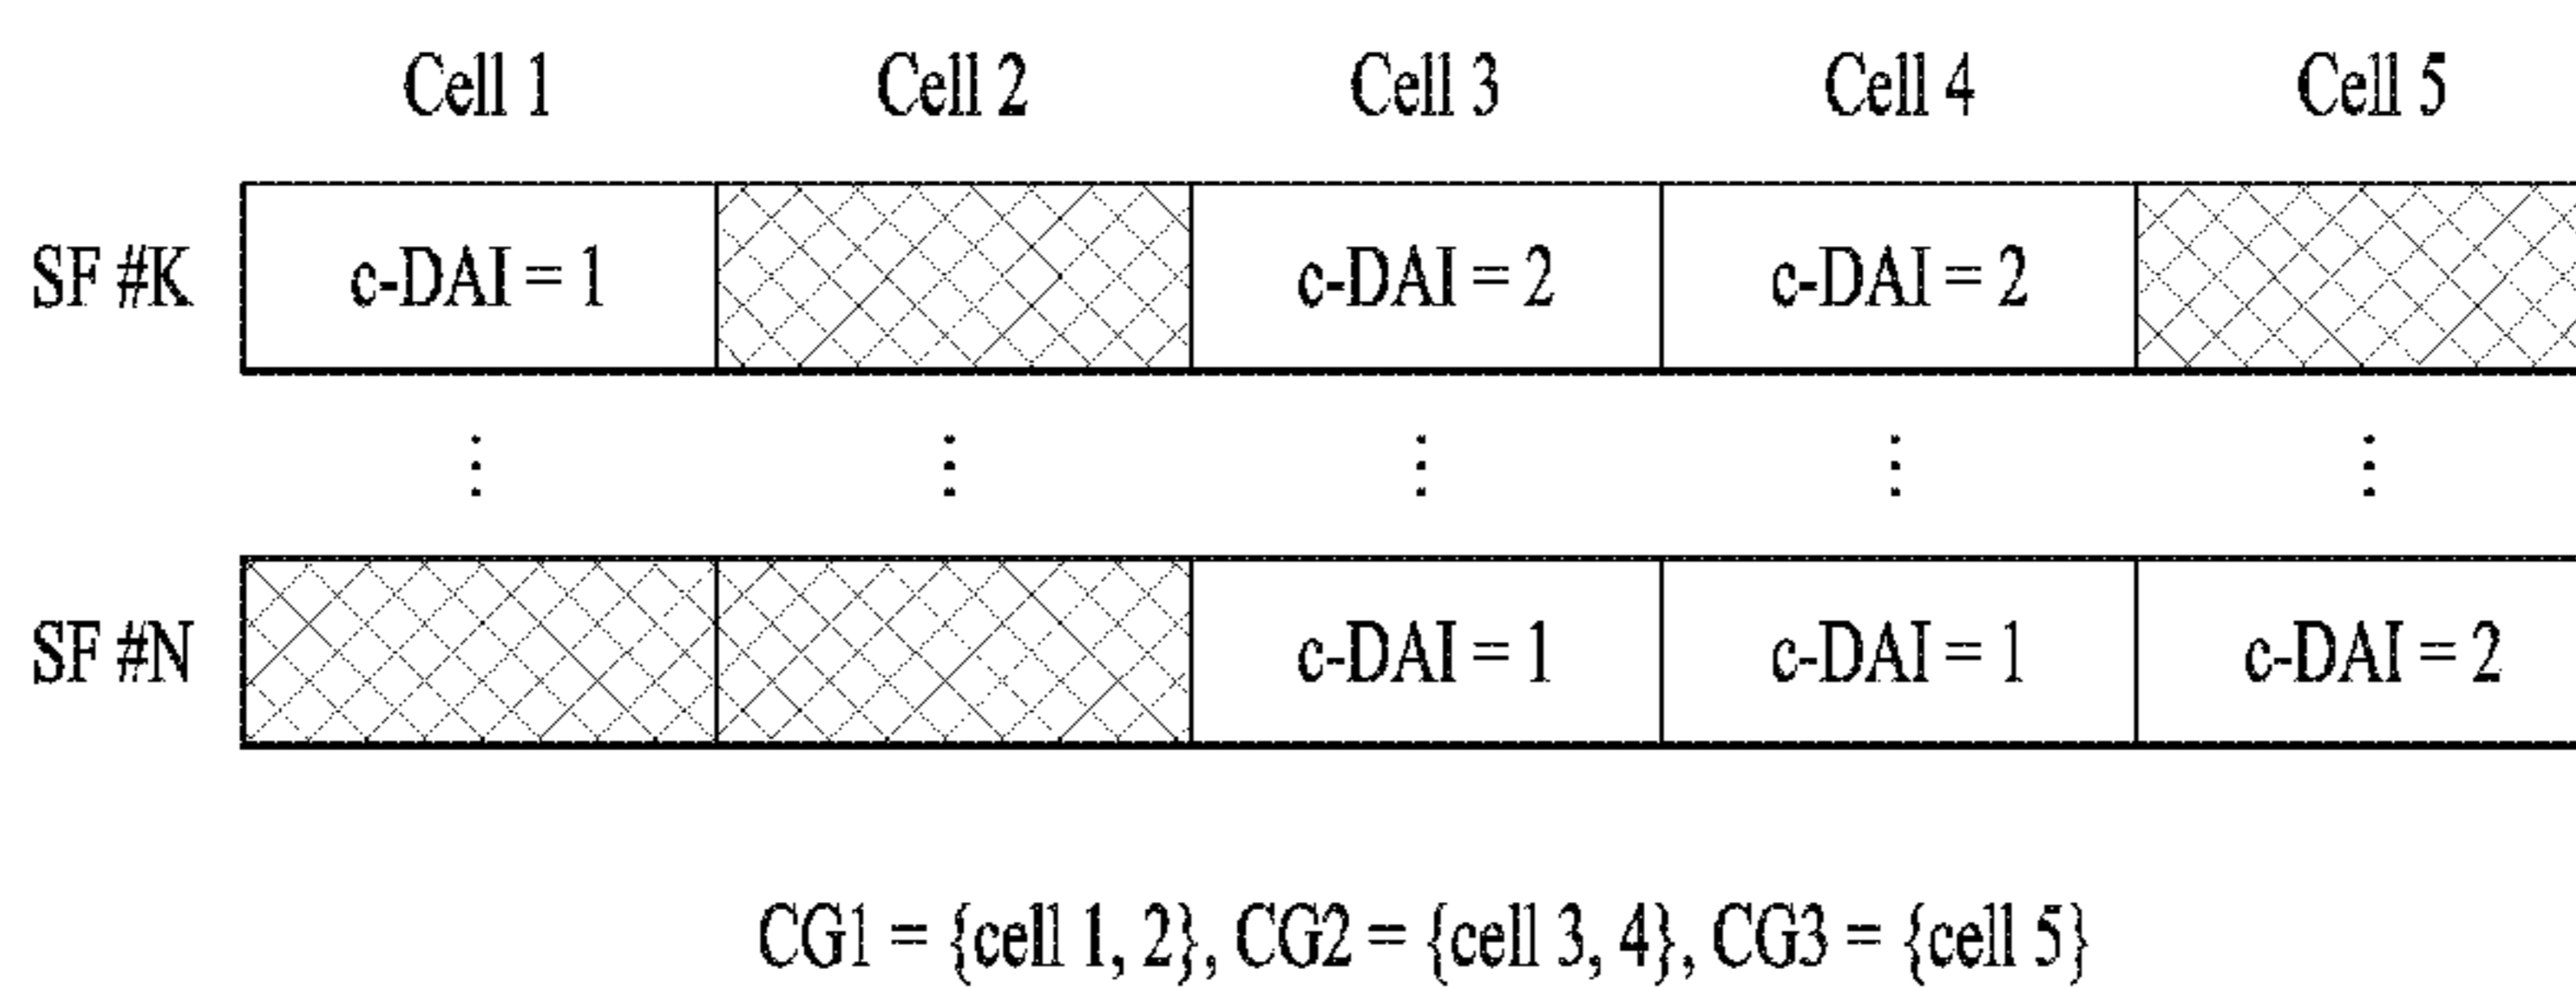 Cell 1 Cell 2 Cell 3 Cell 4 Cell 5
SF #K c-DAI = 1 c-DAI = 2 c-DAI = 2
SF #N c-DAI = 1 c-DAI = 1 c-DAI = 2
CG1 = {cell 1, 2}, CG2 = {cell 3, 4}, CG3 = {cell 5}